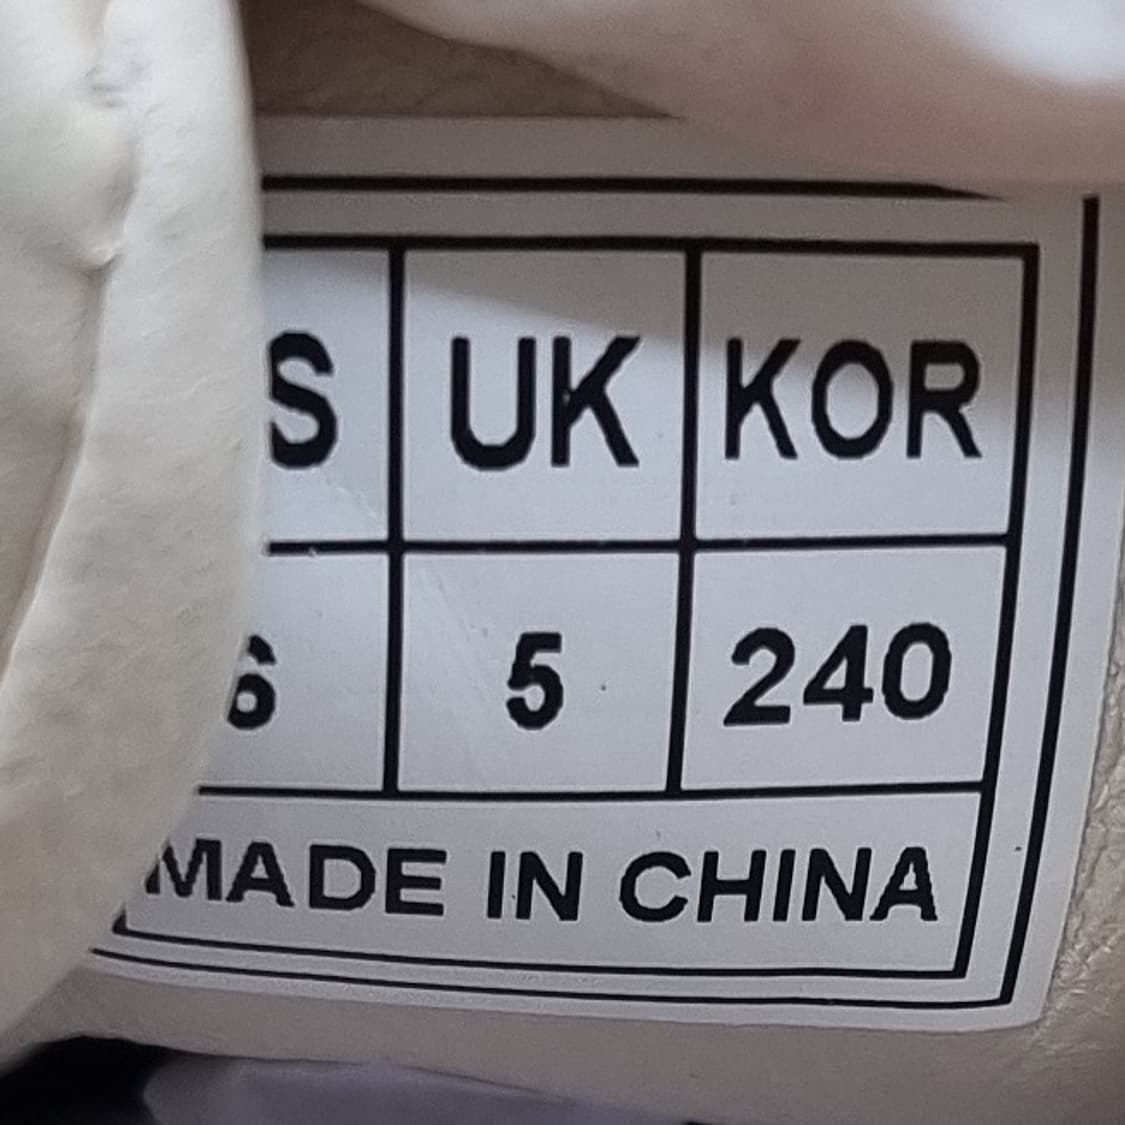 S UK KOR
6 5 240
MADE IN CHINA